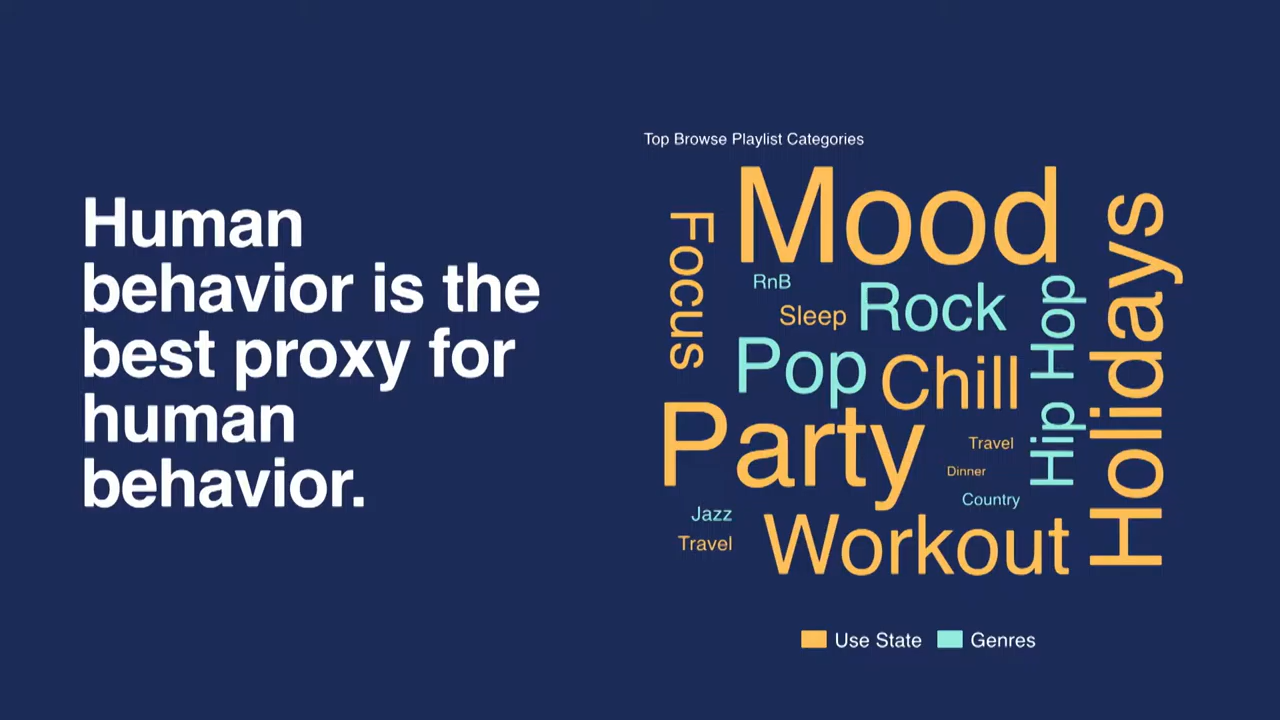 Human
behavior is the
best proxy for
human
behavior.
Top Browse Playlist Categories
Mood
Focus
Holidays
RnB
Sleep
Rock
Hip Hop
Pop
Chill
Party
Travel
Dinner
Country
Jazz
Travel
Workout
Use State
Genres